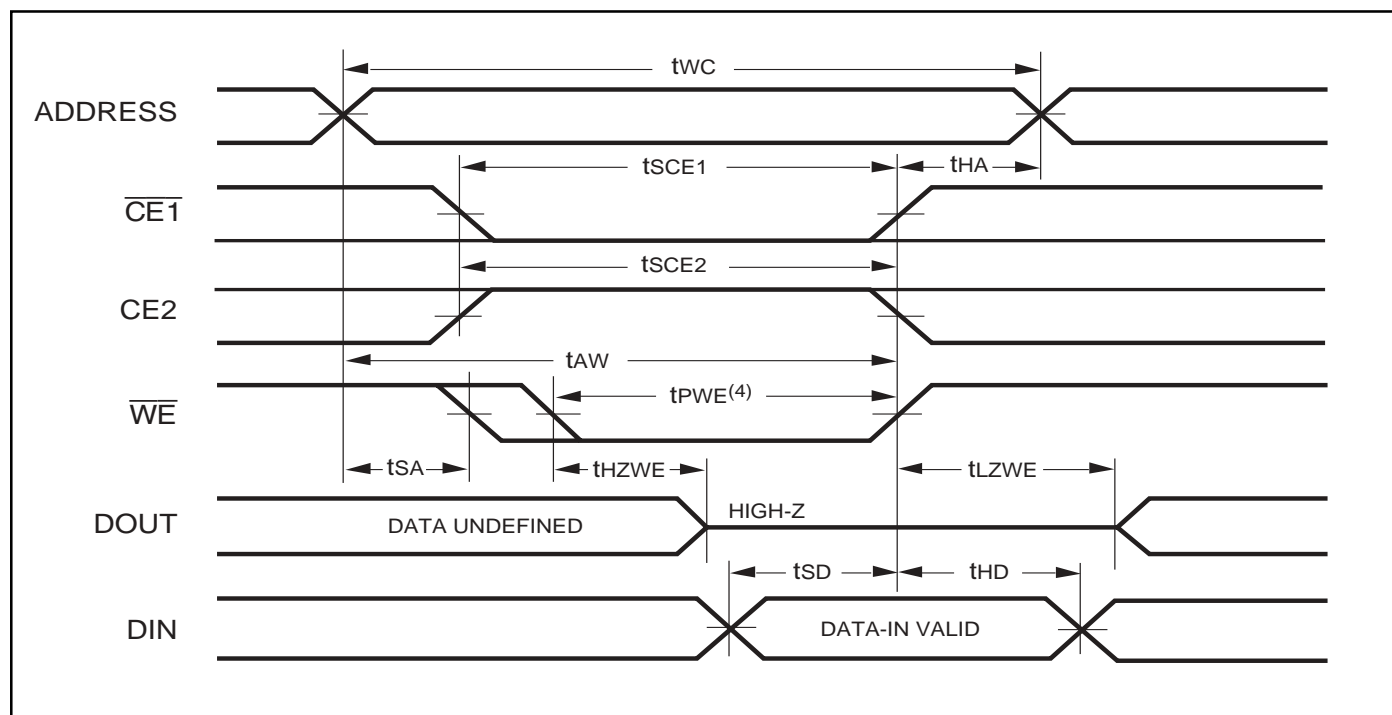 tWC
ADDRESS
tSCE1
tHA
CE1
tSCE2
CE2
tAW
tPWE(4)
WE
tSA
tHZWE
tLZWE
DOUT
DATA UNDEFINED
HIGH-Z
tSD
tHD
DIN
DATA-IN VALID